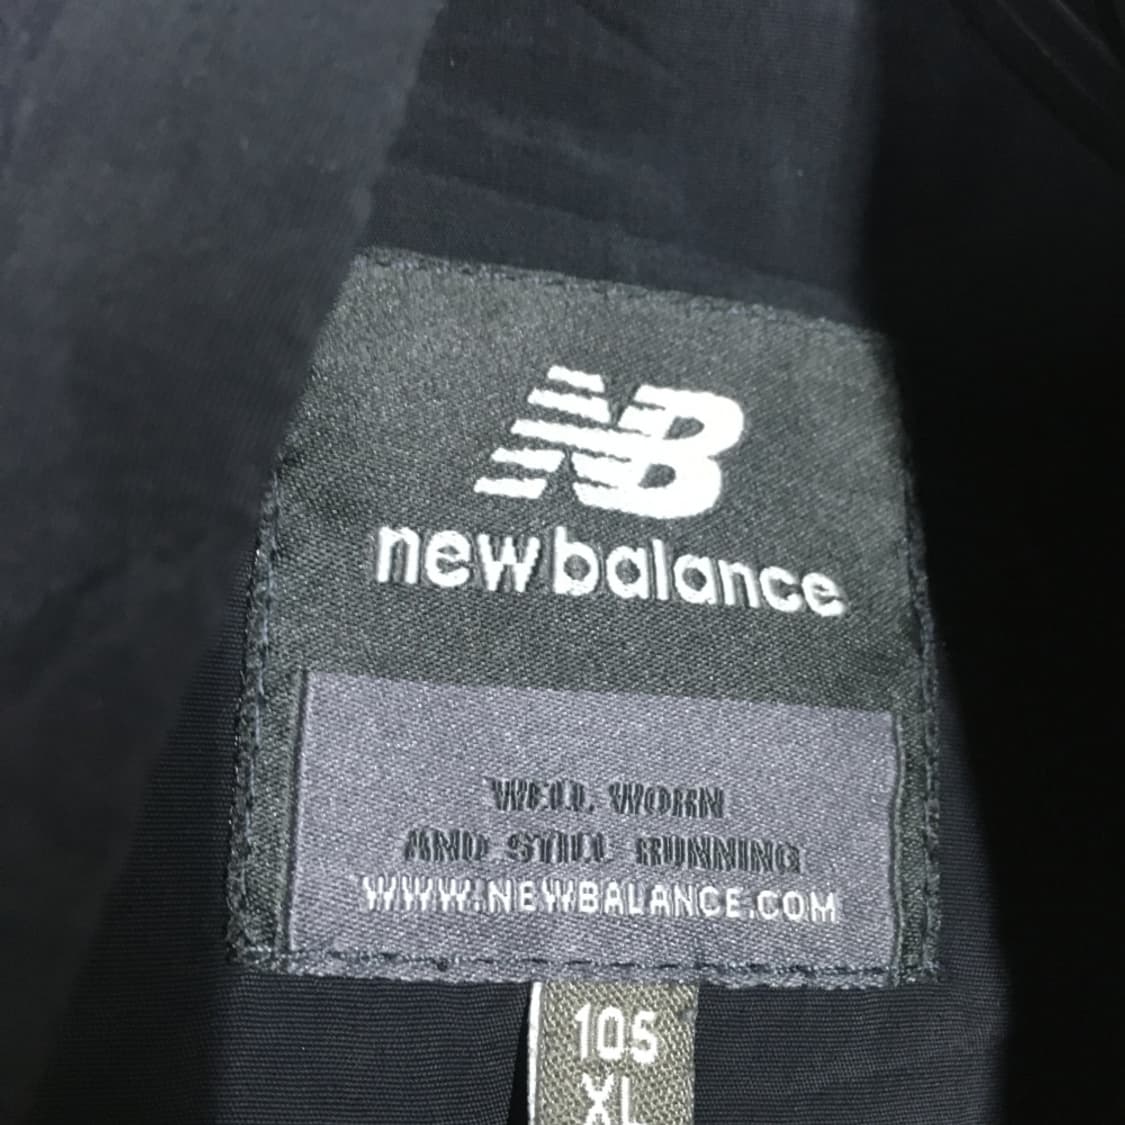 NB
new balance
WELL WORN
AND STILL RUNNING
WWW.NEWBALANCE.COM
105
XL